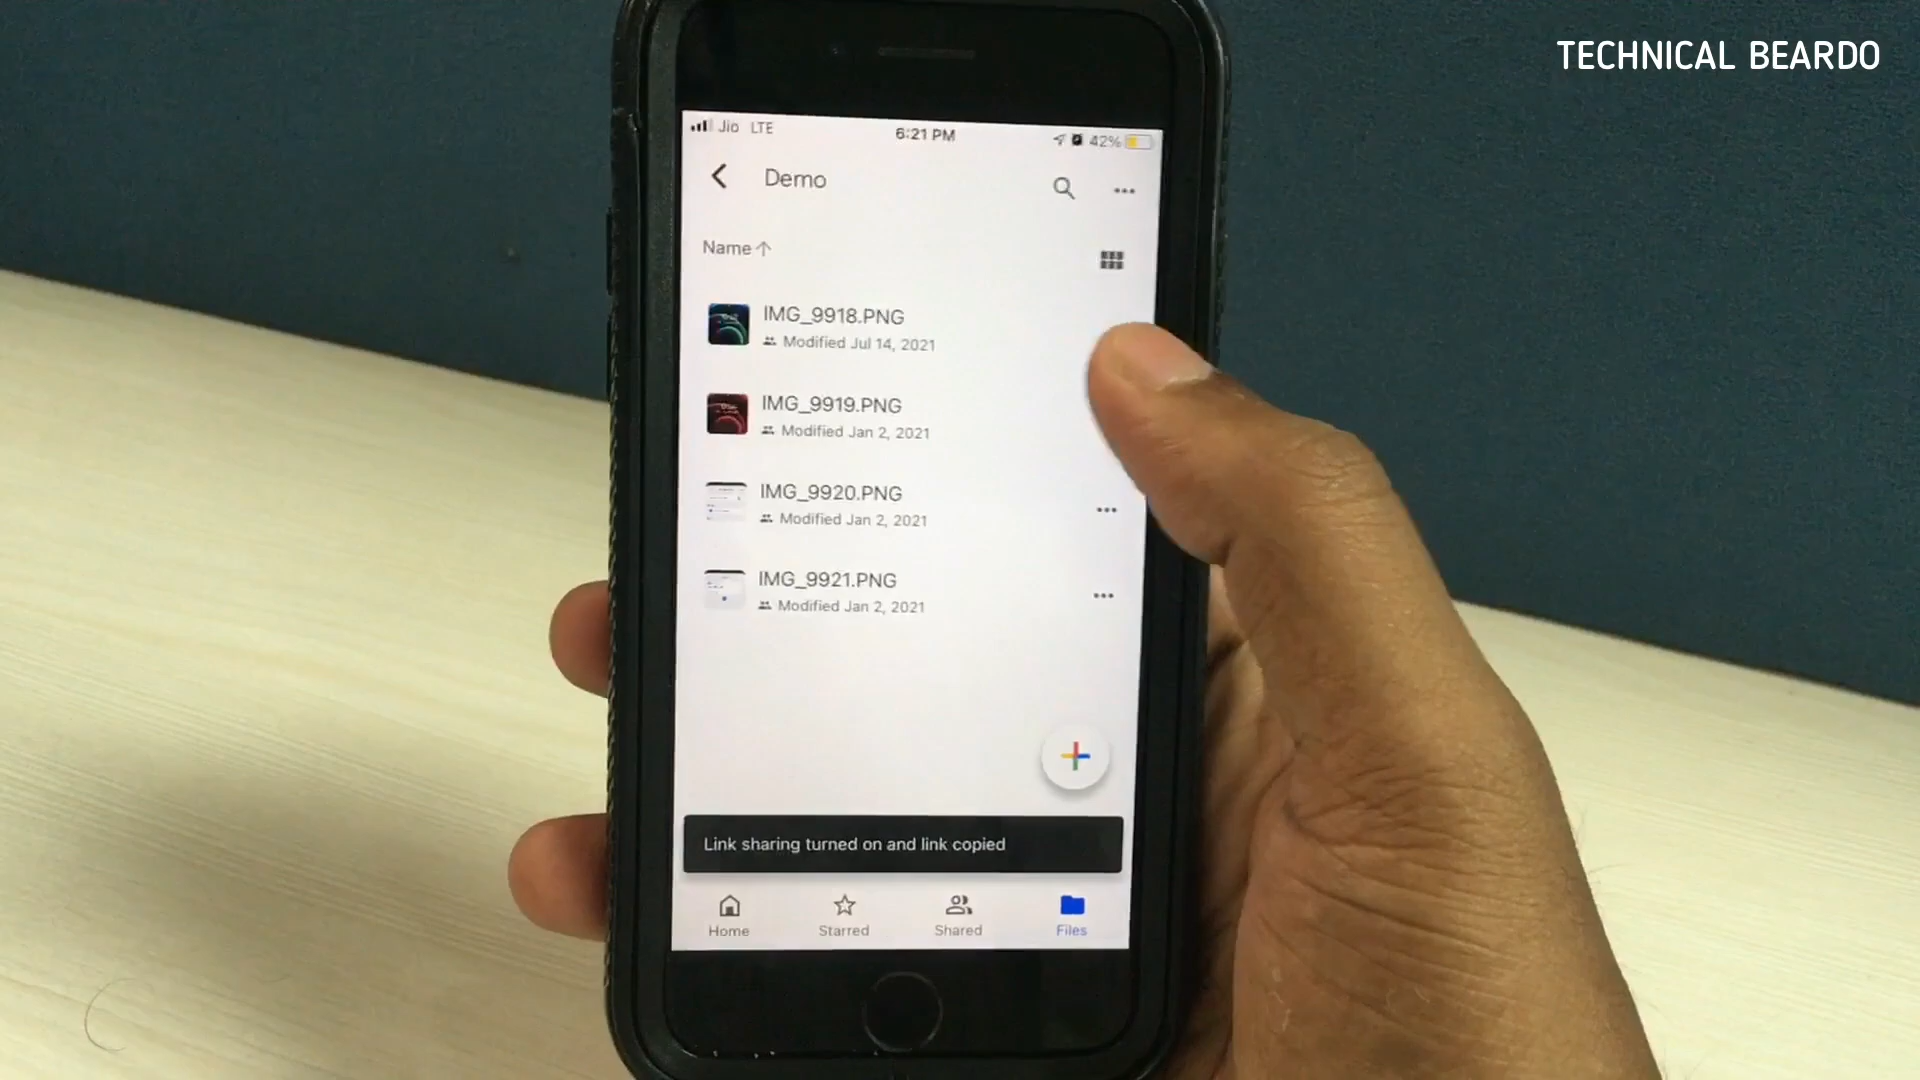 TECHNICAL BEARDO
Jio LTE 6:21 PM 42%
Demo
Name
IMG_9918.PNG
Modified Jul 14, 2021
IMG_9919.PNG
Modified Jan 2, 2021
IMG_9920.PNG
Modified Jan 2, 2021
IMG_9921.PNG
Modified Jan 2, 2021
Link sharing turned on and link copied
Home Starred Shared Files